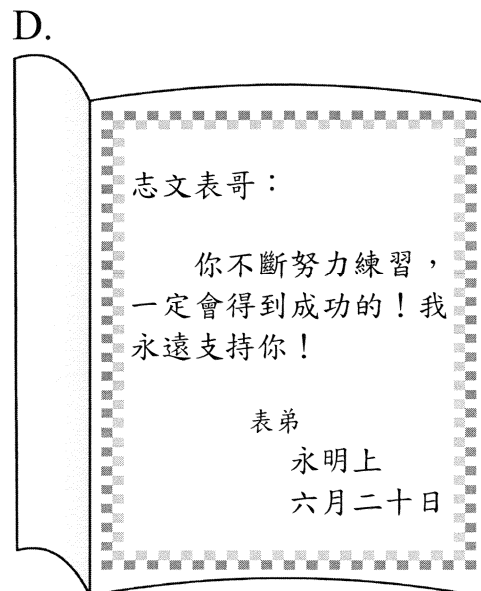 D.
志文表哥：
你不斷努力練習，
一定會得到成功的！我
永遠支持你！
表弟
永明上
六月二十日